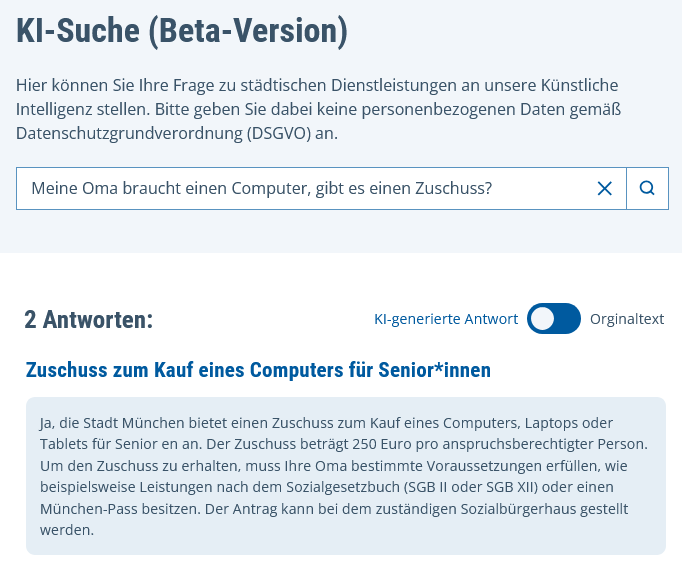 KI-Suche (Beta-Version)
Hier können Sie Ihre Frage zu städtischen Dienstleistungen an unsere Künstliche
Intelligenz stellen. Bitte geben Sie dabei keine personenbezogenen Daten gemäß
Datenschutzgrundverordnung (DSGVO) an.
Meine Oma braucht einen Computer, gibt es einen Zuschuss?
2 Antworten:
KI-generierte Antwort
Orginaltext
Zuschuss zum Kauf eines Computers für Senior*innen
Ja, die Stadt München bietet einen Zuschuss zum Kauf eines Computers, Laptops oder
Tablets für Senior en an. Der Zuschuss beträgt 250 Euro pro anspruchsberechtigter Person.
Um den Zuschuss zu erhalten, muss Ihre Oma bestimmte Voraussetzungen erfüllen, wie
beispielsweise Leistungen nach dem Sozialgesetzbuch (SGB II oder SGB XII) oder einen
München-Pass besitzen. Der Antrag kann bei dem zuständigen Sozialbürgerhaus gestellt
werden.